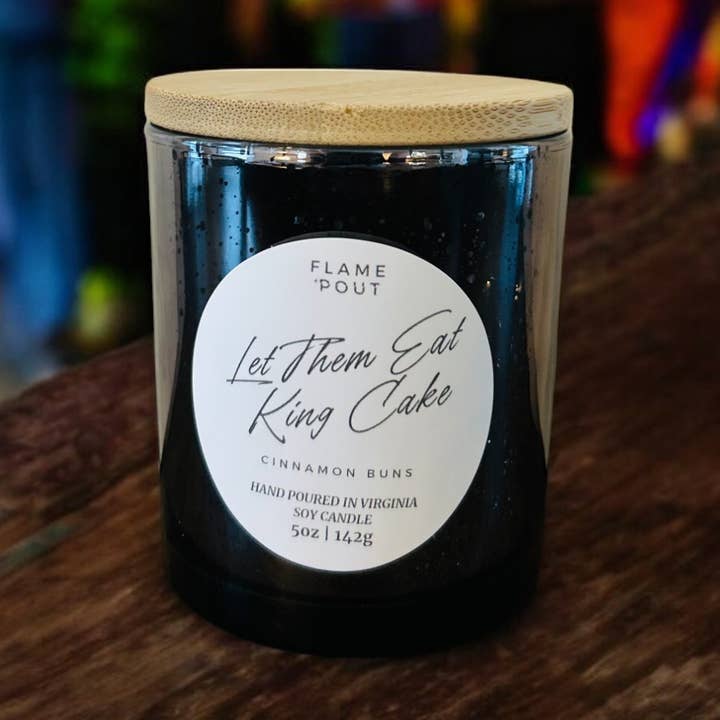 FLAME
'POUT
Let Them Eat
King Cake
CINNAMON BUNS
HAND POURED IN VIRGINIA
SOY CANDLE
5oz | 142g